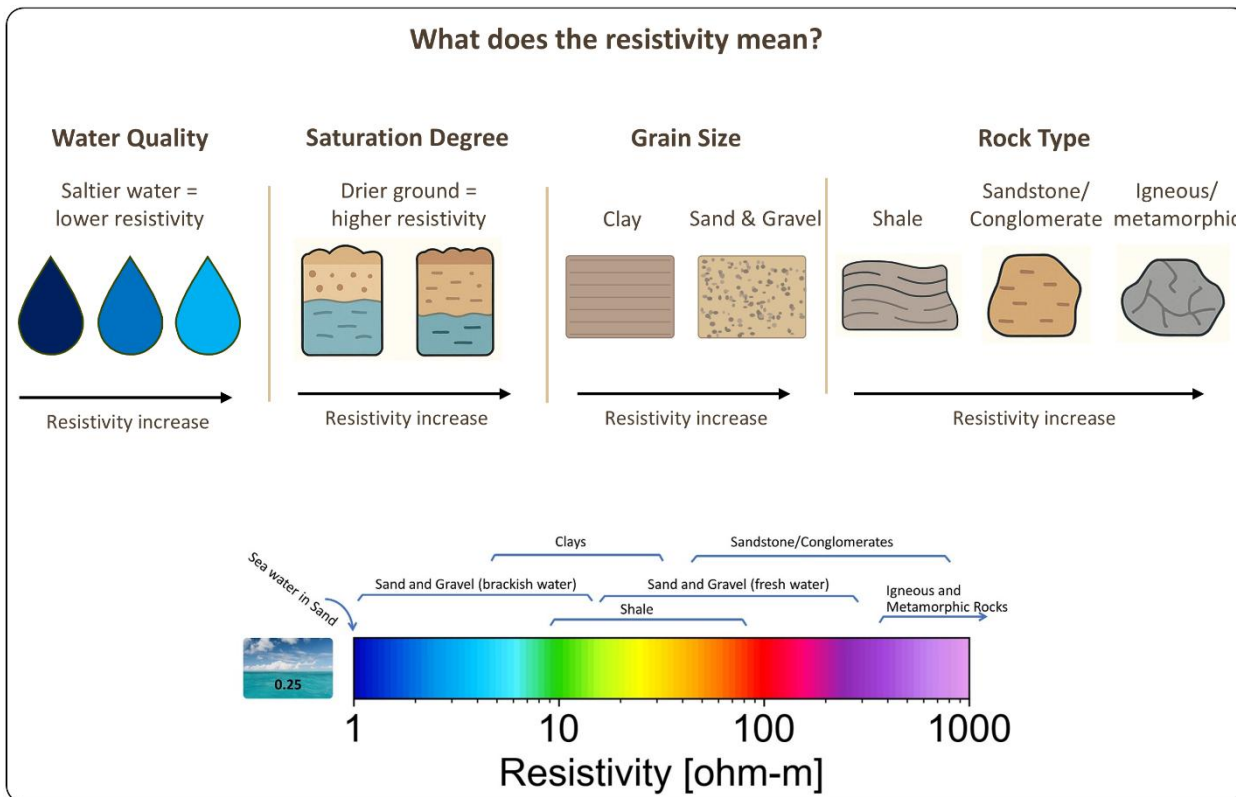 What does the resistivity mean?
Water Quality
Saltier water =
lower resistivity
Resistivity increase
Saturation Degree
Drier ground =
higher resistivity
Resistivity increase
Grain Size
Clay
Sand & Gravel
Resistivity increase
Rock Type
Shale
Sandstone/
Conglomerate
Igneous/
metamorphic
Resistivity increase
Sea water in Sand
Clays
Sandstone/Conglomerates
Sand and Gravel (brackish water)
Sand and Gravel (fresh water)
Igneous and
Metamorphic Rocks
Shale
0.25
1 10 100 1000
Resistivity [ohm-m]